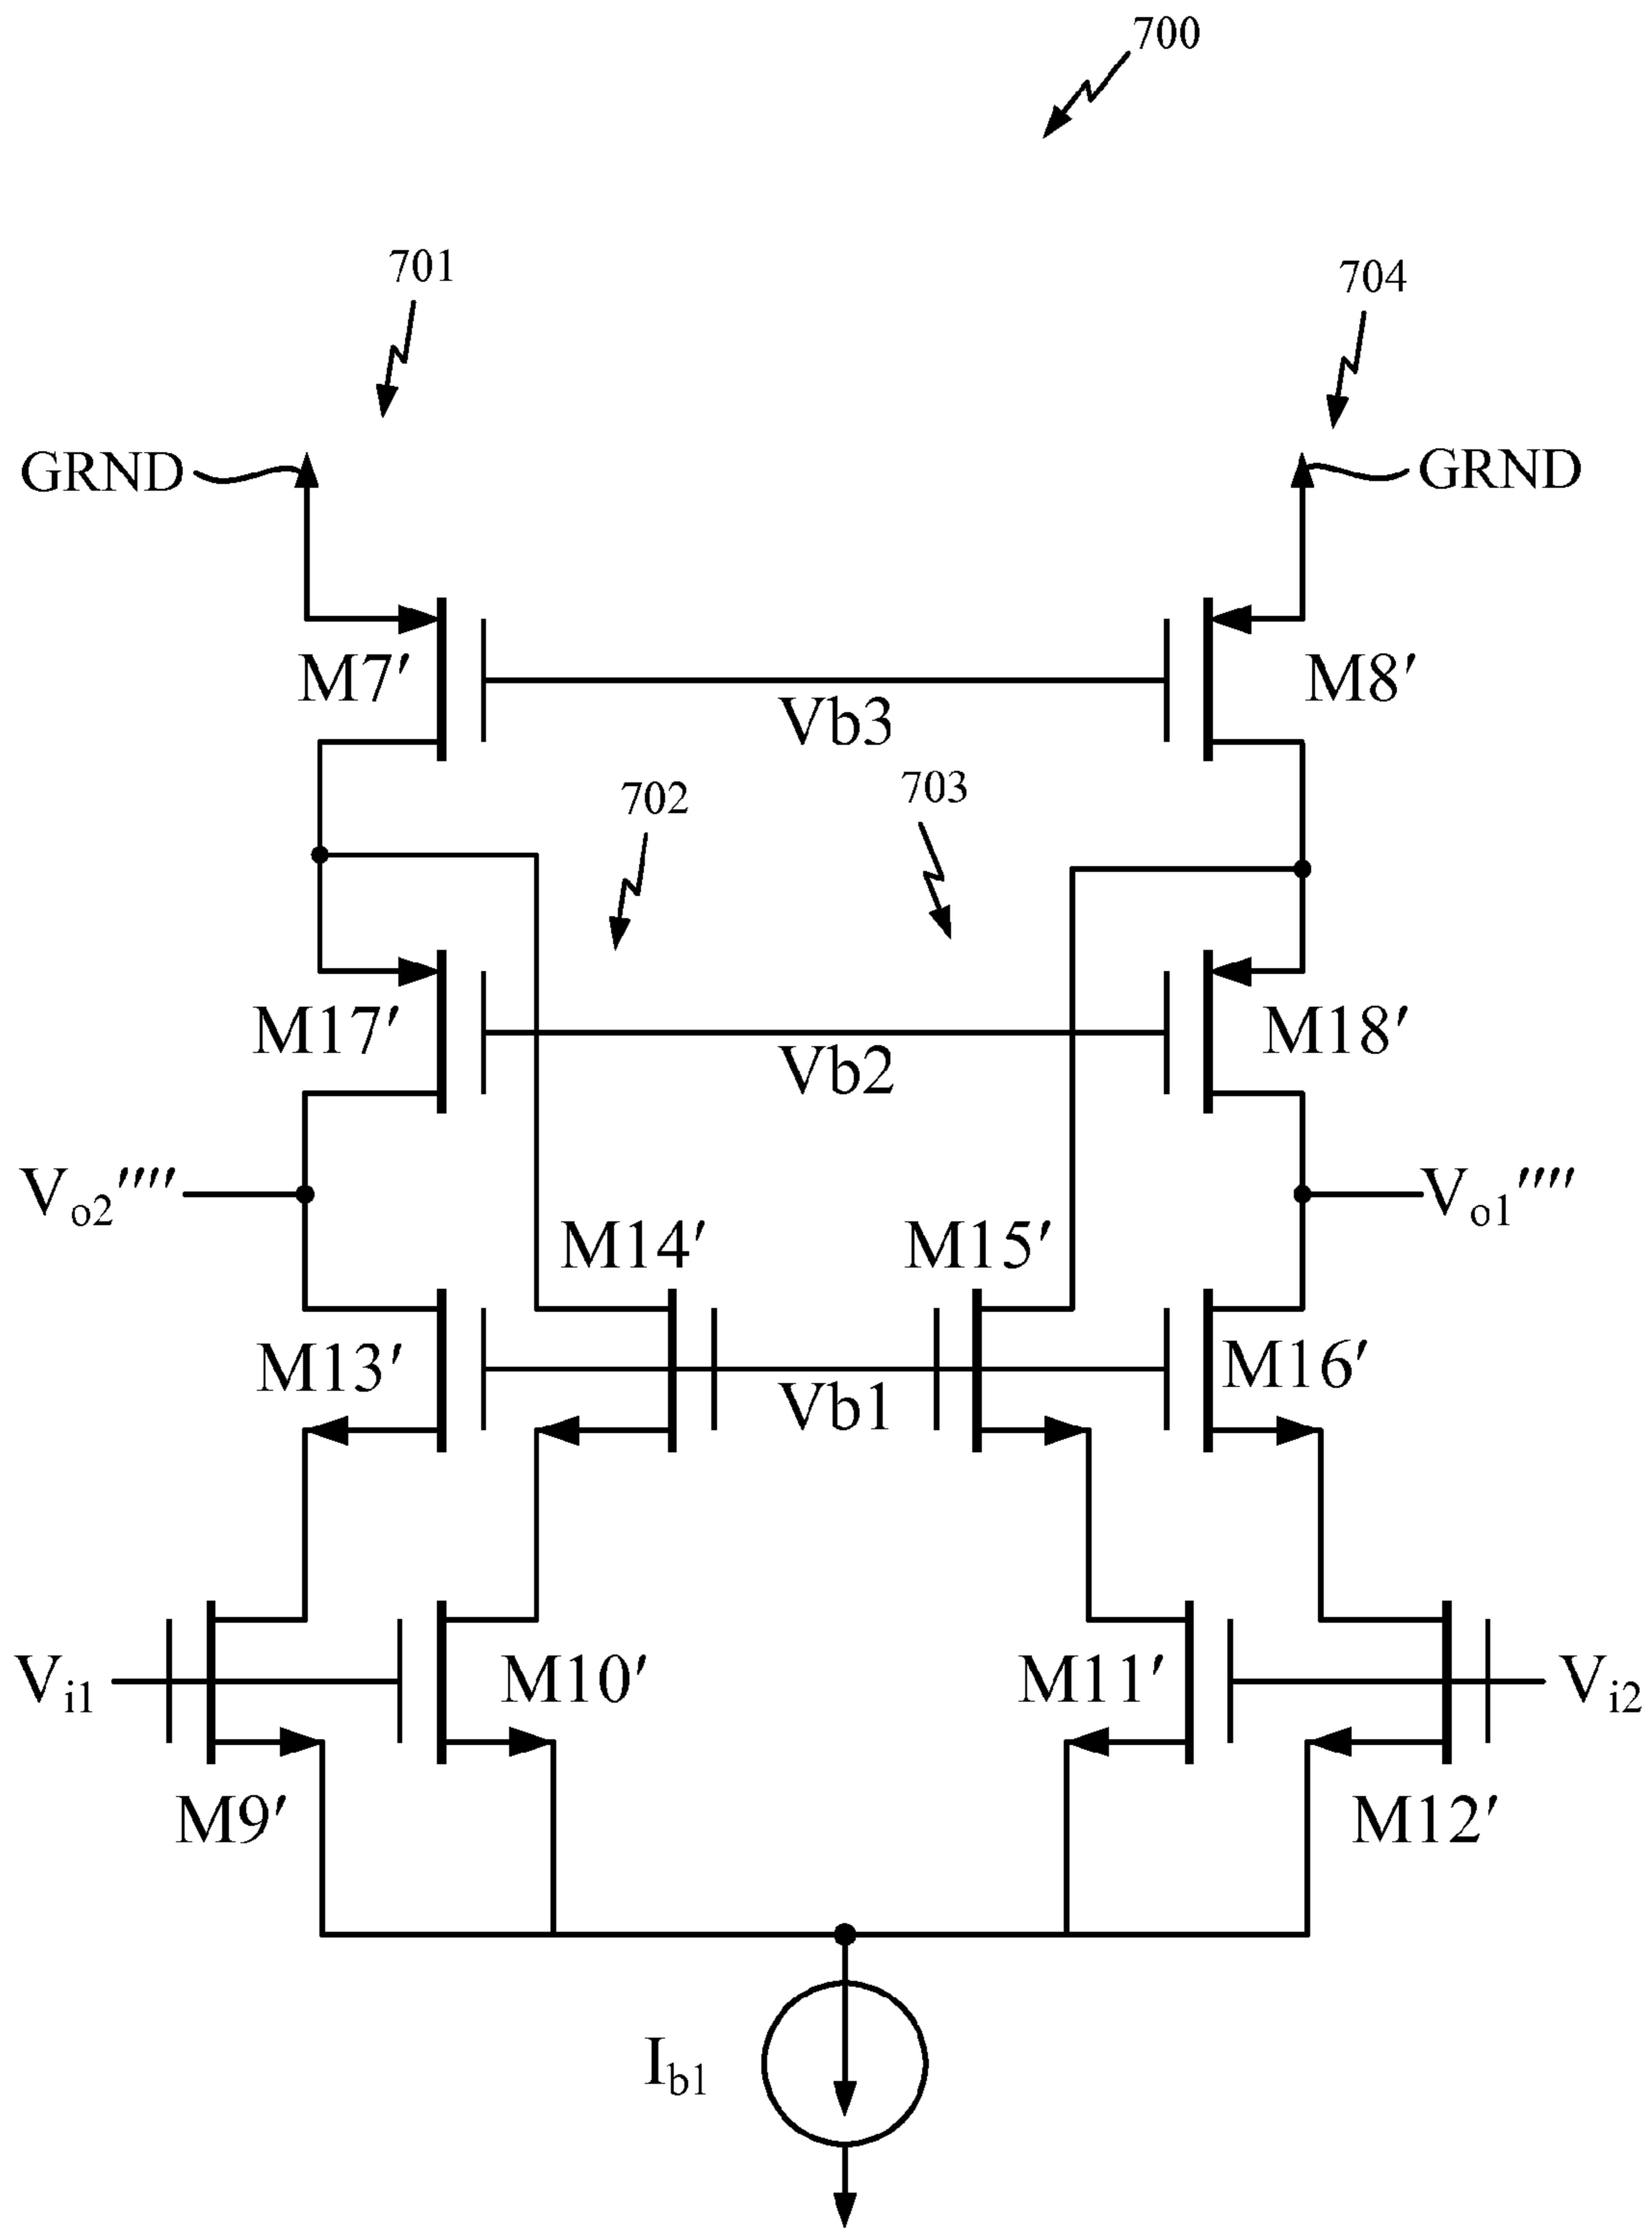 700
701
704
GRND
GRND
M7′
M8′
Vb3
702
703
M17′
M18′
Vb2
Vo2′′′′
Vo1′′′′
M14′
M15′
M13′
M16′
Vb1
Vi1
M10′
M11′
Vi2
M9′
M12′
Ib1